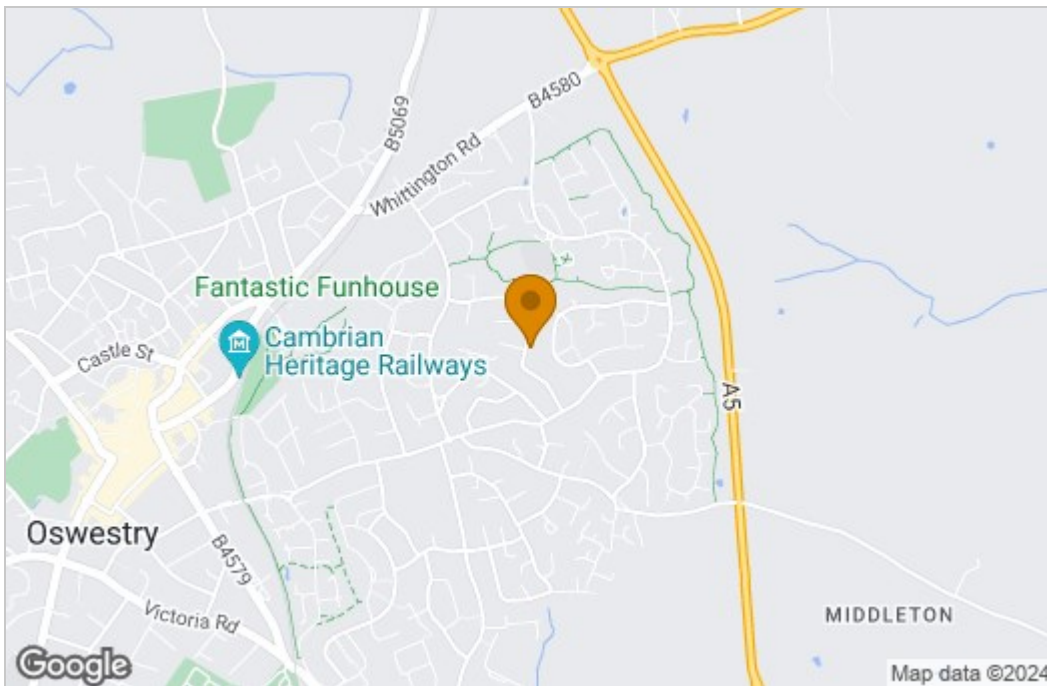 B4580
B5069
Whittington Rd
Fantastic Funhouse
Cambrian
Heritage Railways
Castle St
A5
Oswestry
B4579
Victoria Rd
MIDDLETON
Google
Map data ©2024